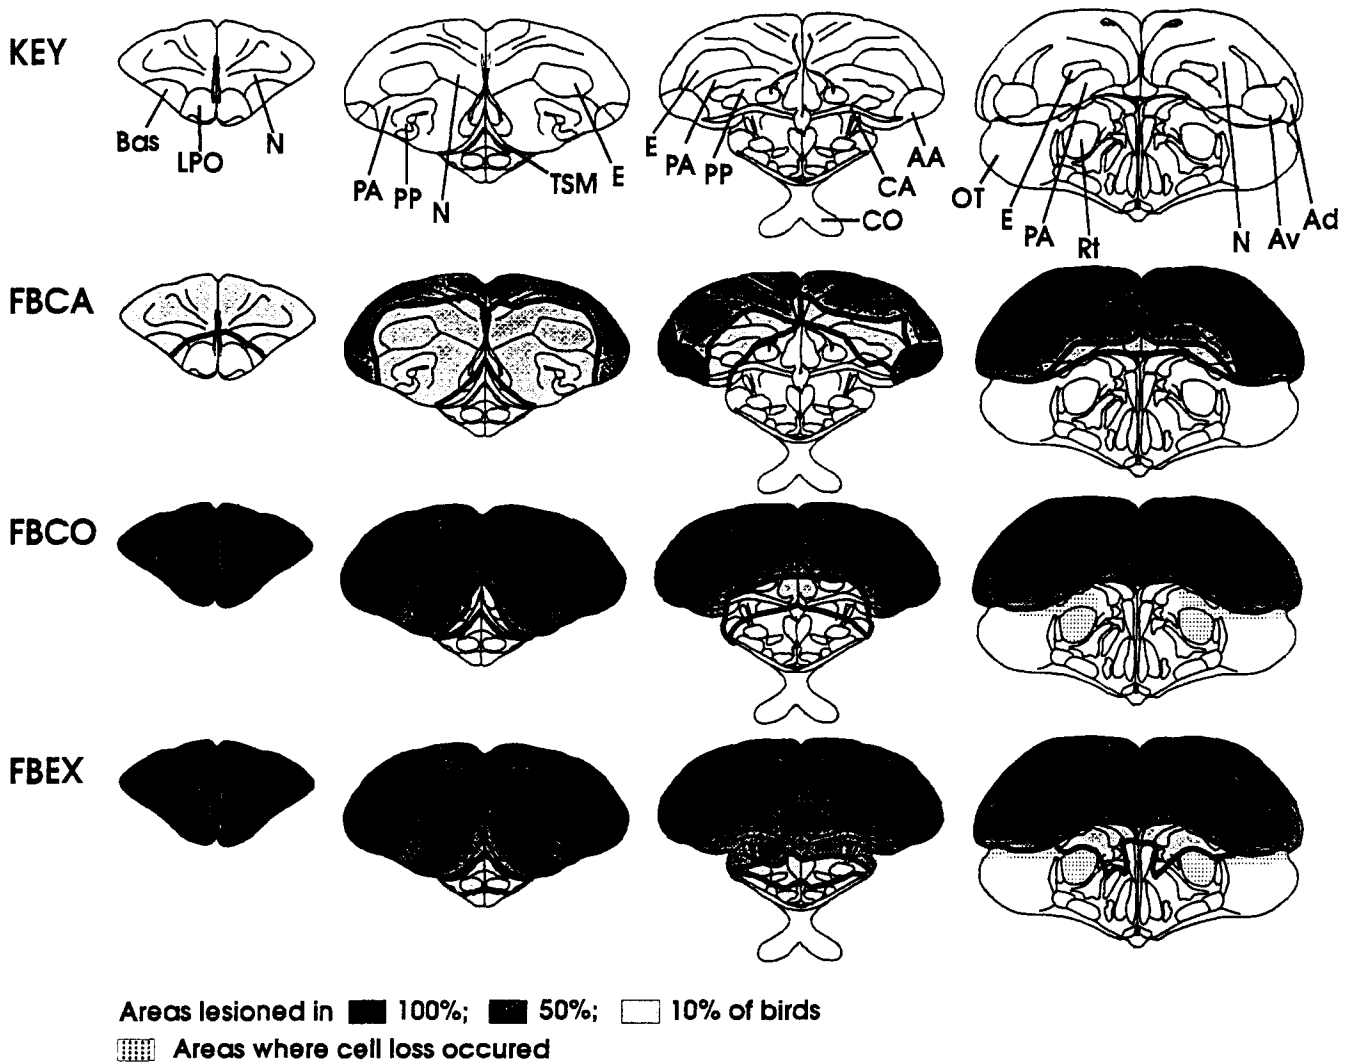 KEY
Bas
LPO
N
PA
PP
N
TSM
E
E
PA
PP
CA
AA
CO
OT
E
PA
Rt
N
Av
Ad
FBCA
FBCO
FBEX
Areas lesioned in 100%; 50%; 10% of birds
Areas where cell loss occured